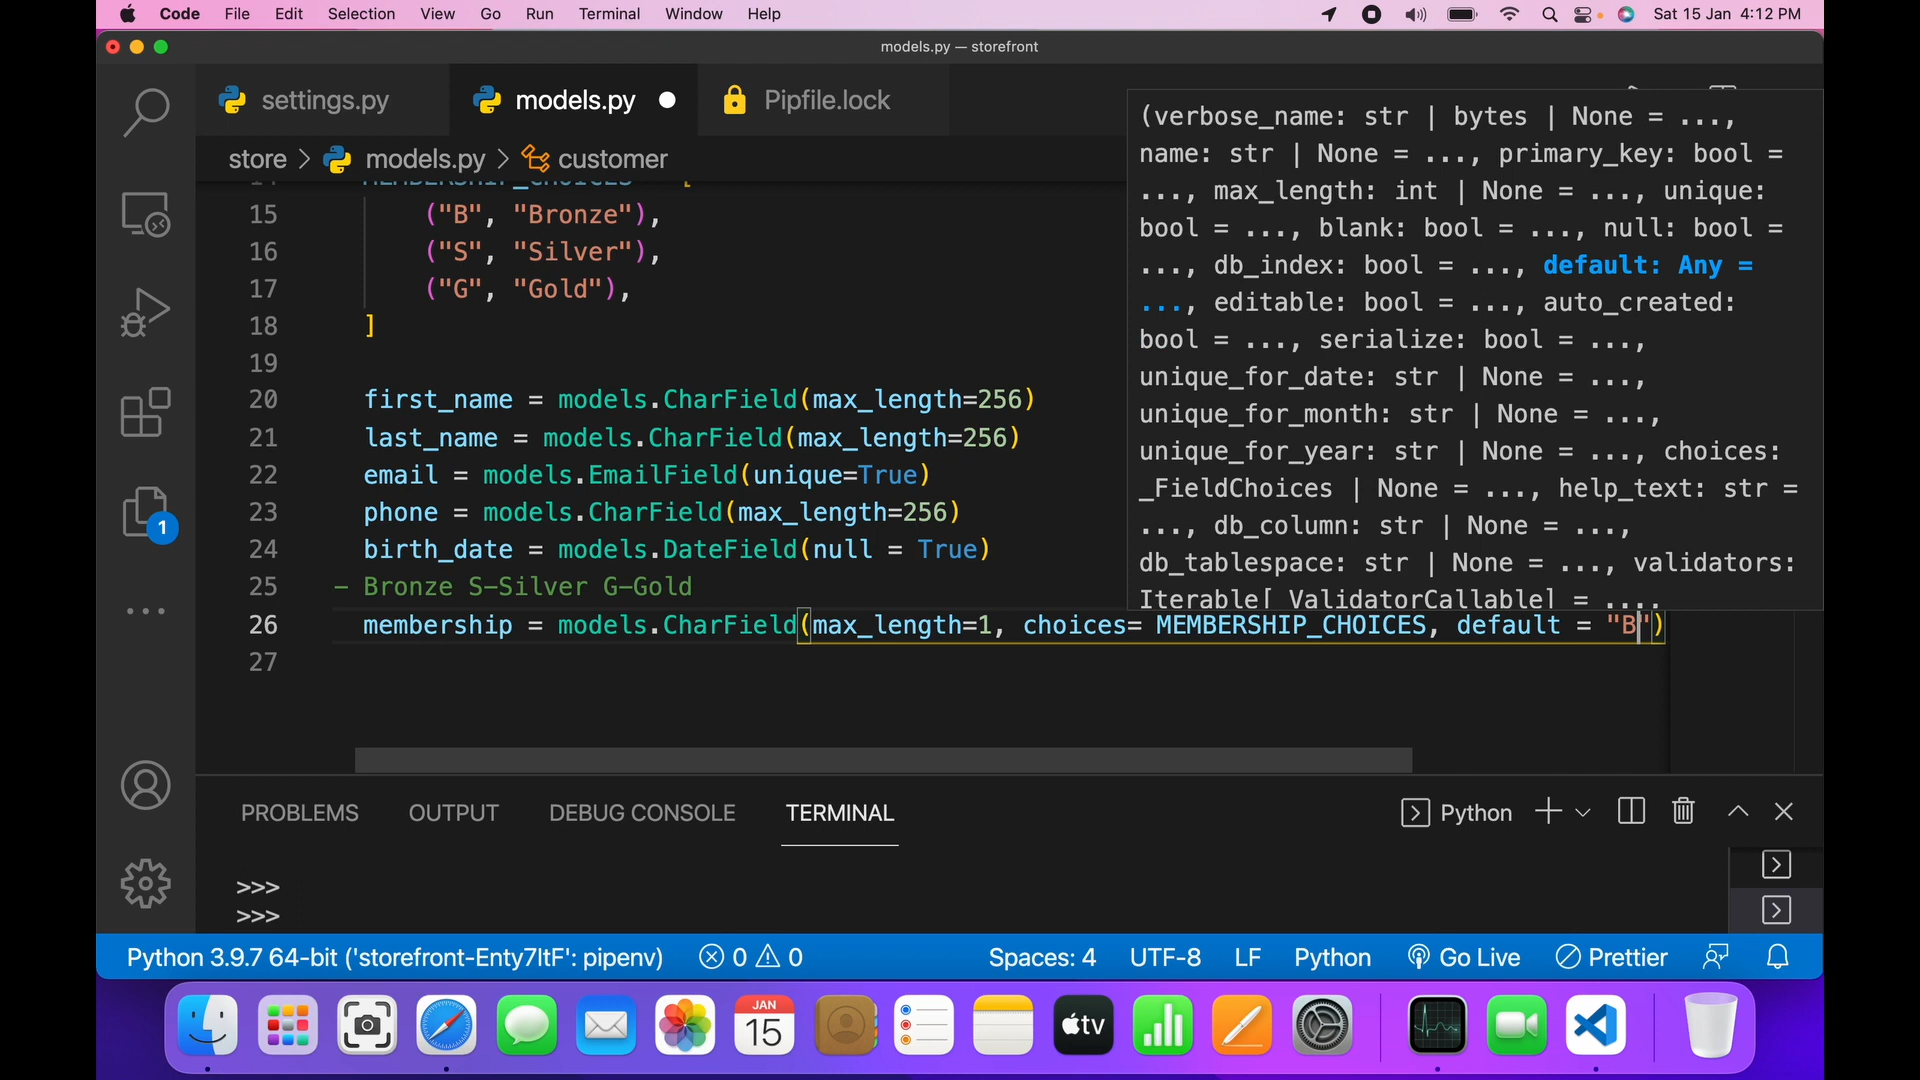 Code File Edit Selection View Go Run Terminal Window Help Sat 15 Jan 4:12 PM
models.py — storefront
settings.py models.py Pipfile.lock
store > models.py > customer
MEMBERSHIP_CHOICES = [
15 ("B", "Bronze"),
16 ("S", "Silver"),
17 ("G", "Gold"),
18 ]
19
20 first_name = models.CharField(max_length=256)
21 last_name = models.CharField(max_length=256)
22 email = models.EmailField(unique=True)
23 phone = models.CharField(max_length=256)
24 birth_date = models.DateField(null = True)
25 – Bronze S–Silver G–Gold
26 membership = models.CharField(max_length=1, choices= MEMBERSHIP_CHOICES, default = "B")
27
(verbose_name: str | bytes | None = ...,
name: str | None = ..., primary_key: bool =
..., max_length: int | None = ..., unique:
bool = ..., blank: bool = ..., null: bool =
..., db_index: bool = ..., default: Any =
..., editable: bool = ..., auto_created:
bool = ..., serialize: bool = ...,
unique_for_date: str | None = ...,
unique_for_month: str | None = ...,
unique_for_year: str | None = ..., choices:
_FieldChoices | None = ..., help_text: str =
..., db_column: str | None = ...,
db_tablespace: str | None = ..., validators:
Iterable[_ValidatorCallable] = ...,
1
PROBLEMS OUTPUT DEBUG CONSOLE TERMINAL Python
>>>
>>>
Python 3.9.7 64-bit ('storefront-Enty7ltF': pipenv) 0 0 Spaces: 4 UTF-8 LF Python Go Live Prettier
JAN
15
tv